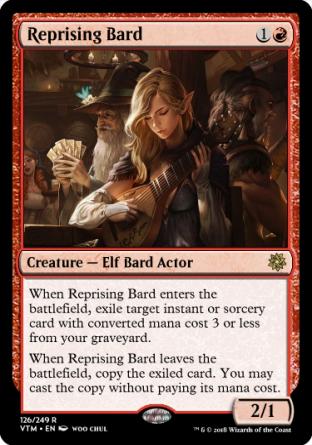 Reprising Bard 1
Creature — Elf Bard Actor
When Reprising Bard enters the
battlefield, exile target instant or sorcery
card with converted mana cost 3 or less
from your graveyard.
When Reprising Bard leaves the
battlefield, copy the exiled card. You may
cast the copy without paying its mana cost.
2/1
126/249 R
VTM • EN WOO CHUL
™ & © 2018 Wizards of the Coast